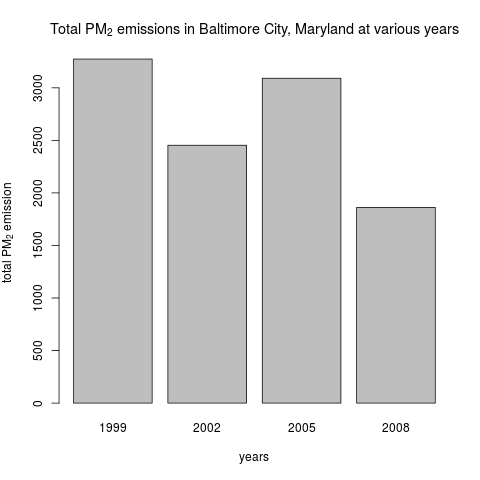 Total PM₂ emissions in Baltimore City, Maryland at various years
total PM₂ emission
3000
2500
2000
1500
1000
500
0
1999 2002 2005 2008
years